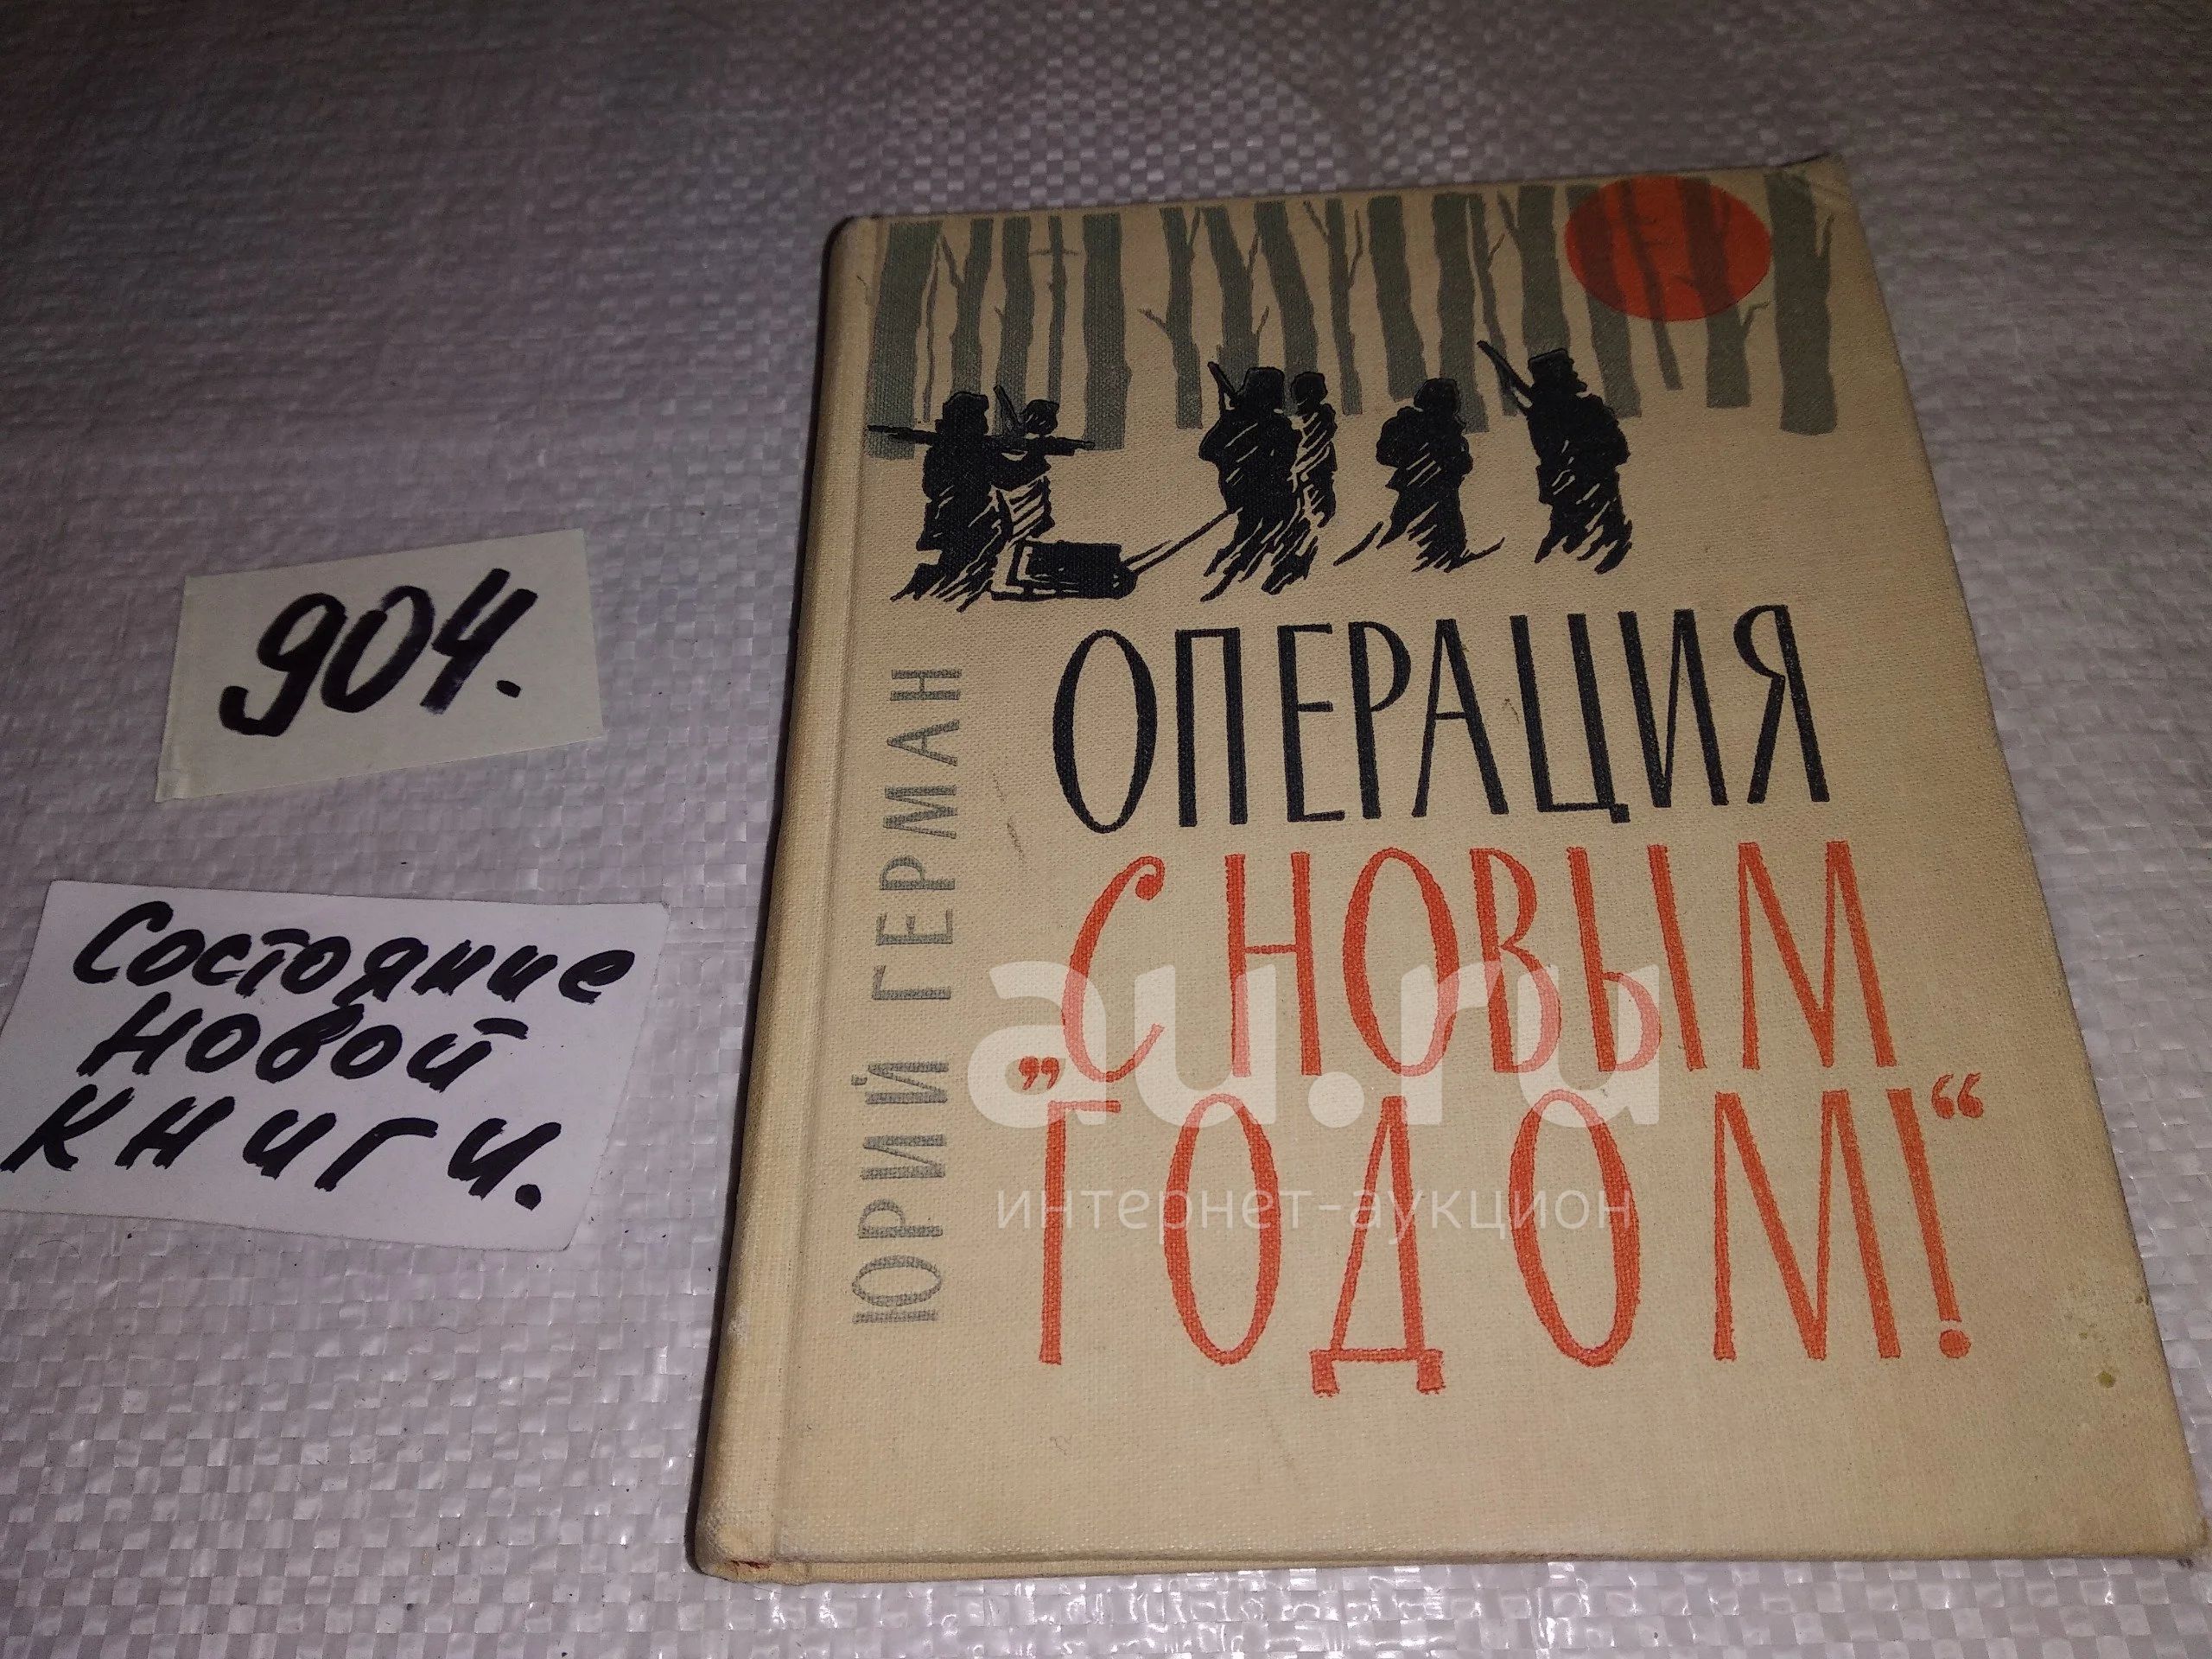 904.
Состояние
новой
книги.
ЮРИЙ ГЕРМАН
ОПЕРАЦИЯ
„С НОВЫМ
ГОДОМ!“
au.ru
интернет-аукцион